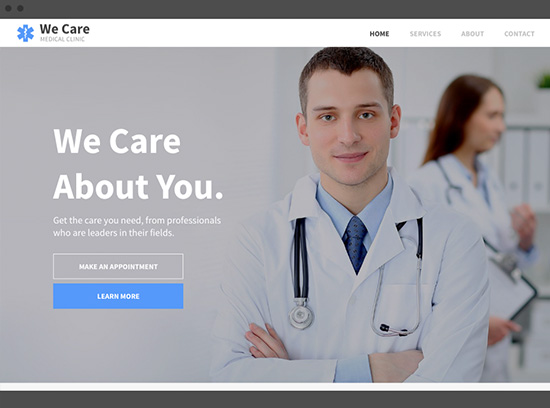 We Care
MEDICAL CLINIC
HOME SERVICES ABOUT CONTACT
We Care
About You.
Get the care you need, from professionals
who are leaders in their fields.
MAKE AN APPOINTMENT
LEARN MORE